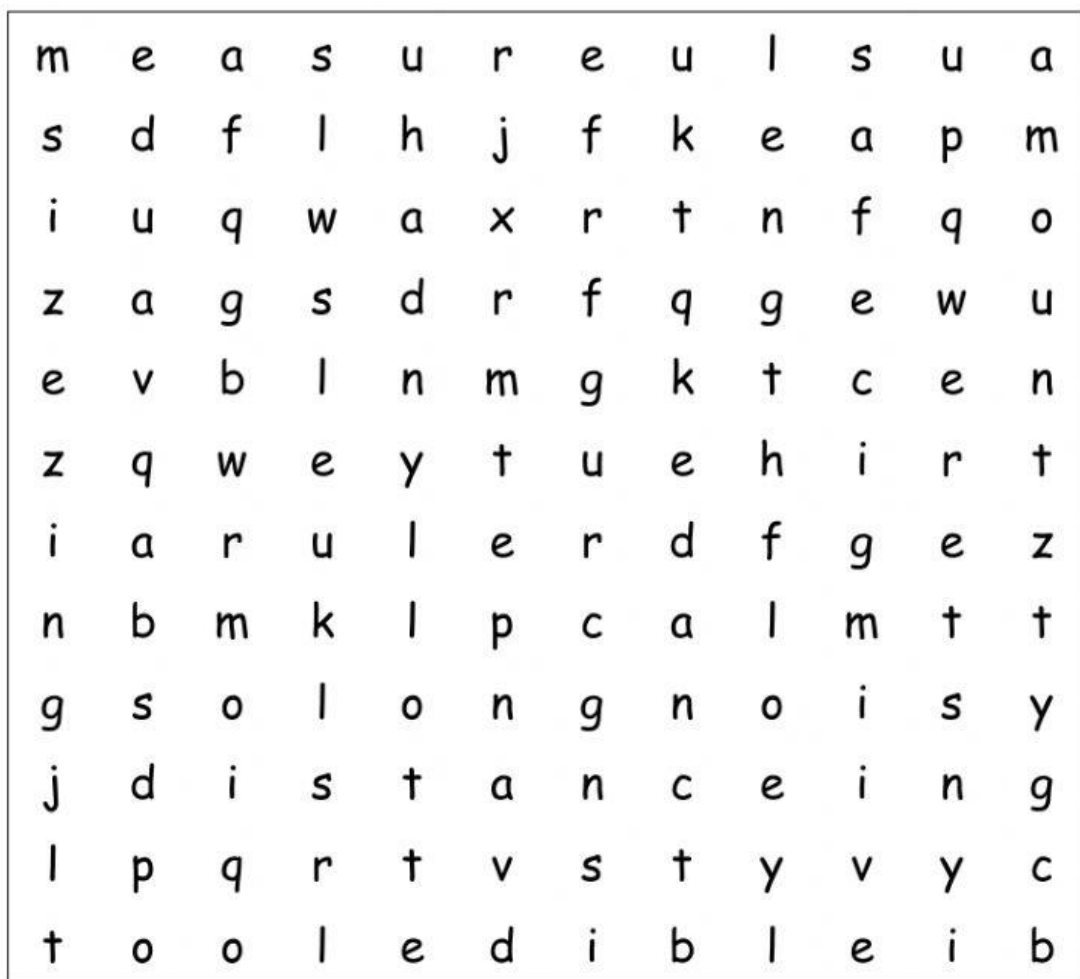 m e a s u r e u l s u a
s d f l h j f k e a p m
i u q w a x r t n f q o
z a g s d r f q g e w u
e v b l n m g k t c e n
z q w e y t u e h i r t
i a r u l e r d f g e z
n b m k l p c a l m t t
g s o l o n g n o i s y
j d i s t a n c e i n g
l p q r t v s t y v y c
t o o l e d i b l e i b